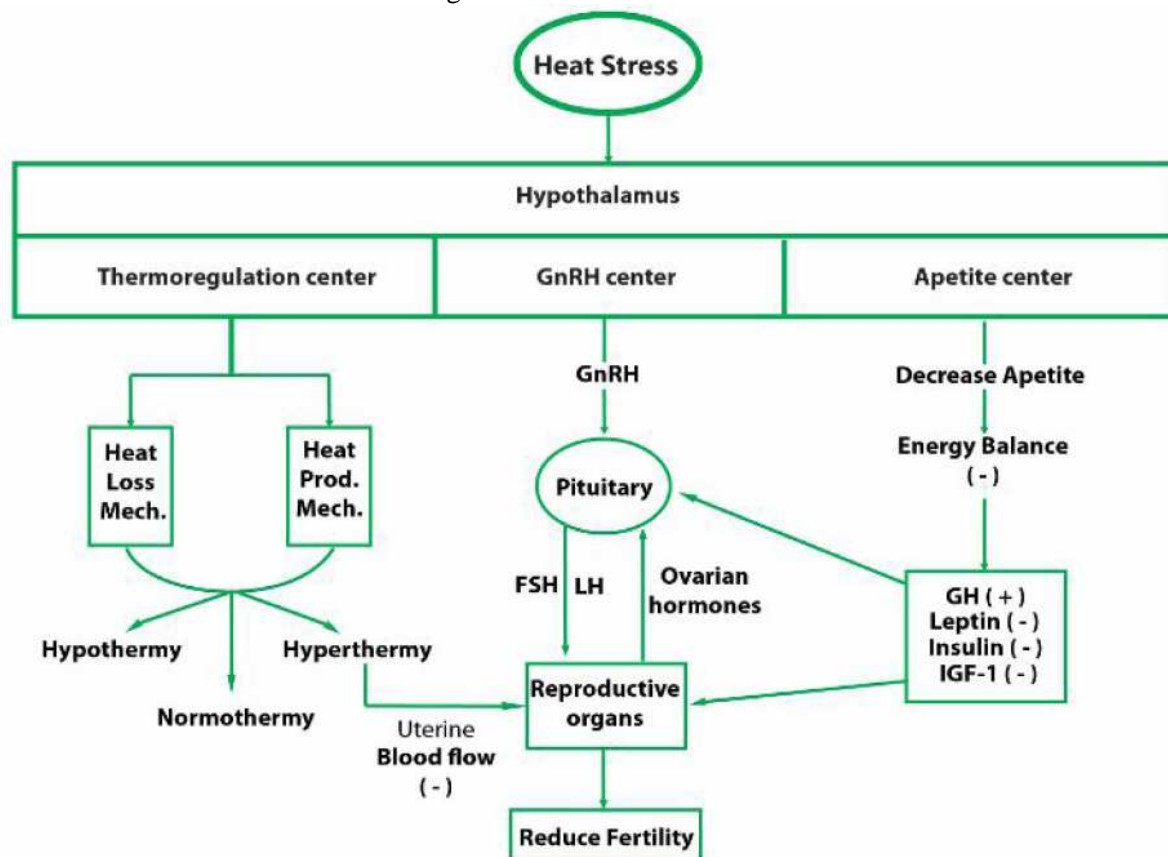 Heat Stress
Hypothalamus
Thermoregulation center
GnRH center
Apetite center
GnRH
Decrease Apetite
Heat
Loss
Mech.
Heat
Prod.
Mech.
Energy Balance
( - )
Pituitary
FSH
LH
Ovarian
hormones
GH ( + )
Leptin ( - )
Insulin ( - )
IGF-1 ( - )
Hypothermy
Hyperthermy
Normothermy
Reproductive
organs
Uterine
Blood flow
( - )
Reduce Fertility